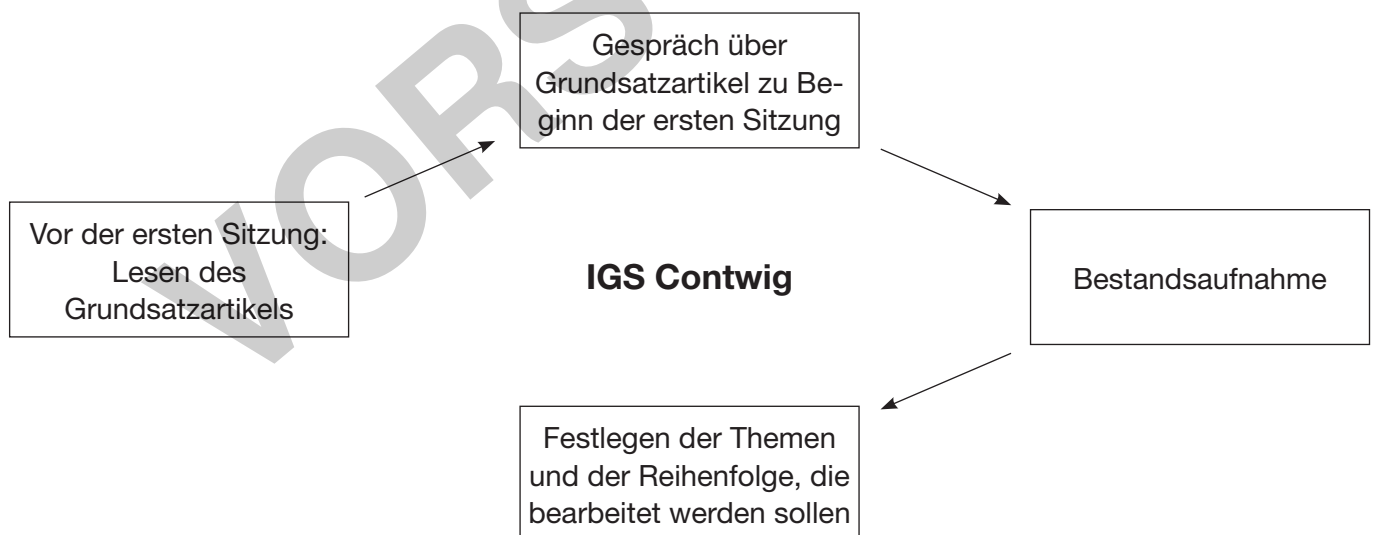 Gespräch über
Grundsatzartikel zu Be-
ginn der ersten Sitzung
Vor der ersten Sitzung:
Lesen des
Grundsatzartikels
IGS Contwig
Bestandsaufnahme
Festlegen der Themen
und der Reihenfolge, die
bearbeitet werden sollen
VORS